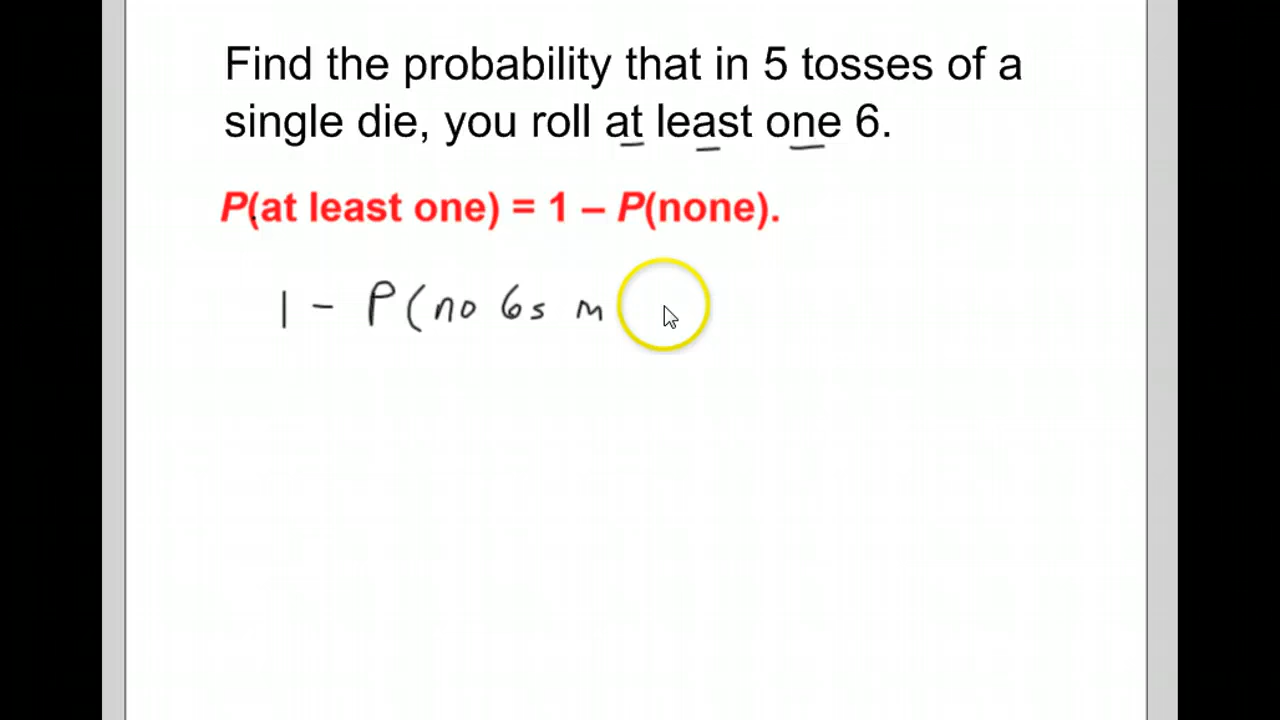 Find the probability that in 5 tosses of a
single die, you roll at least one 6.
P(at least one) = 1 – P(none).
1 – P(no 6s in